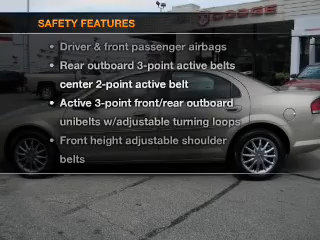 DODGE
SAFETY FEATURES
• Driver & front passenger airbags
• Rear outboard 3-point active belts
center 2-point active belt
• Active 3-point front/rear outboard
unibelts w/adjustable turning loops
• Front height adjustable shoulder
belts